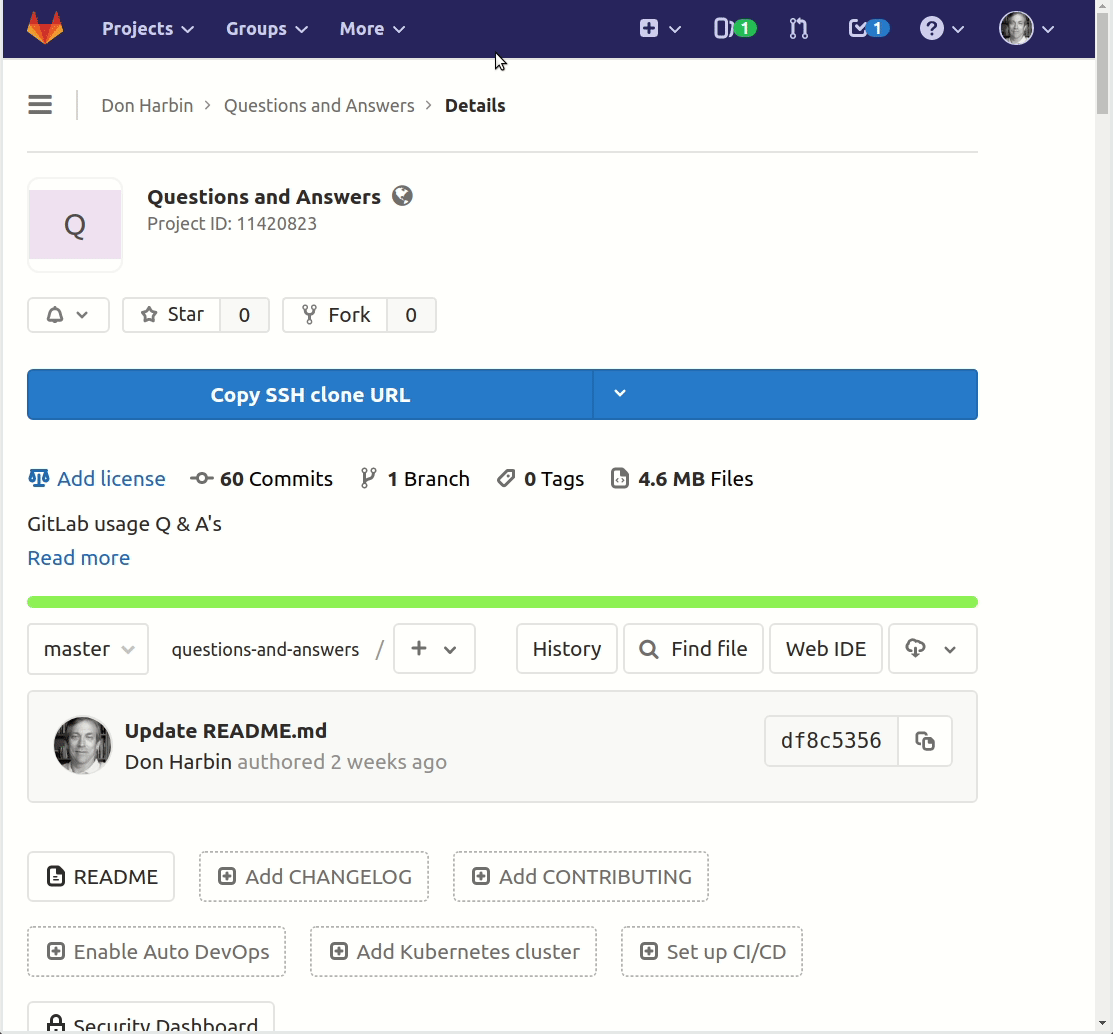 Projects Groups More 1 1
Don Harbin > Questions and Answers > Details
Q
Questions and Answers
Project ID: 11420823
Star 0 Fork 0
Copy SSH clone URL
Add license 60 Commits 1 Branch 0 Tags 4.6 MB Files
GitLab usage Q & A's
Read more
master questions-and-answers / + History Find file Web IDE
Update README.md
Don Harbin authored 2 weeks ago
df8c5356
README Add CHANGELOG Add CONTRIBUTING
Enable Auto DevOps Add Kubernetes cluster Set up CI/CD
Security Dashboard